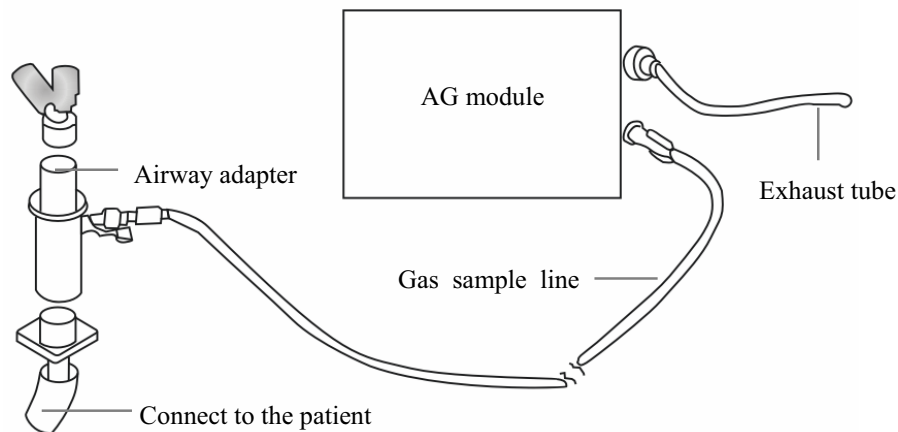 AG module
Airway adapter
Exhaust tube
Gas sample line
Connect to the patient